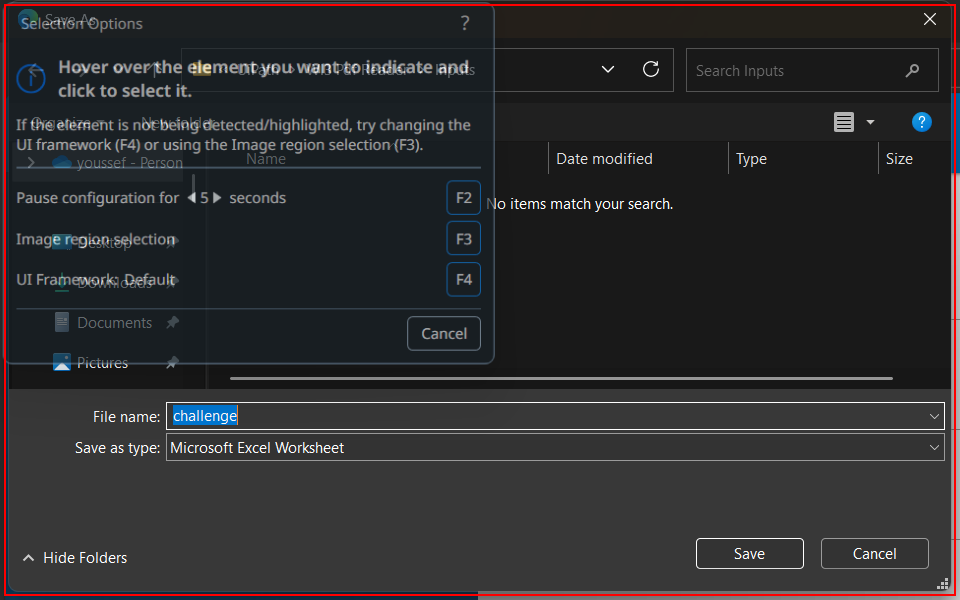 Save As
Selection Options
?
Hover over the element you want to indicate and
click to select it.
Inputs
Search Inputs
If the element is not being detected/highlighted, try changing the
UI framework (F4) or using the Image region selection (F3).
Organize
New folder
?
youssef - Person
Name
Date modified
Type
Size
Pause configuration for 5 seconds
F2
No items match your search.
Image region selection
F3
Desktop
UI Framework: Default
F4
Downloads
Documents
Cancel
Pictures
File name: challenge
Save as type: Microsoft Excel Worksheet
Hide Folders
Save
Cancel